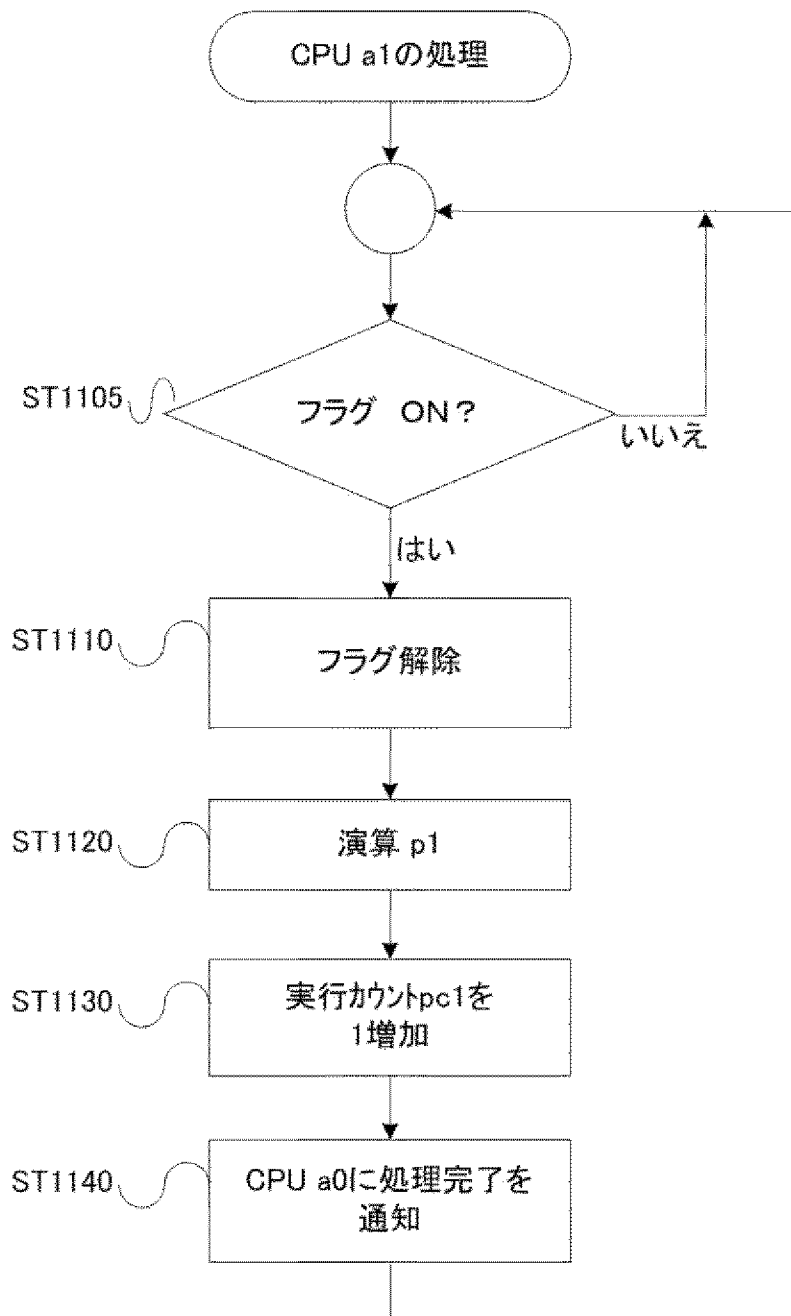 CPU a1の処理
ST1105
フラグ　ON？
いいえ
はい
ST1110
フラグ解除
ST1120
演算 p1
ST1130
実行ｶｳﾝﾄpc1を
1増加
ST1140
CPU a0に処理完了を
通知